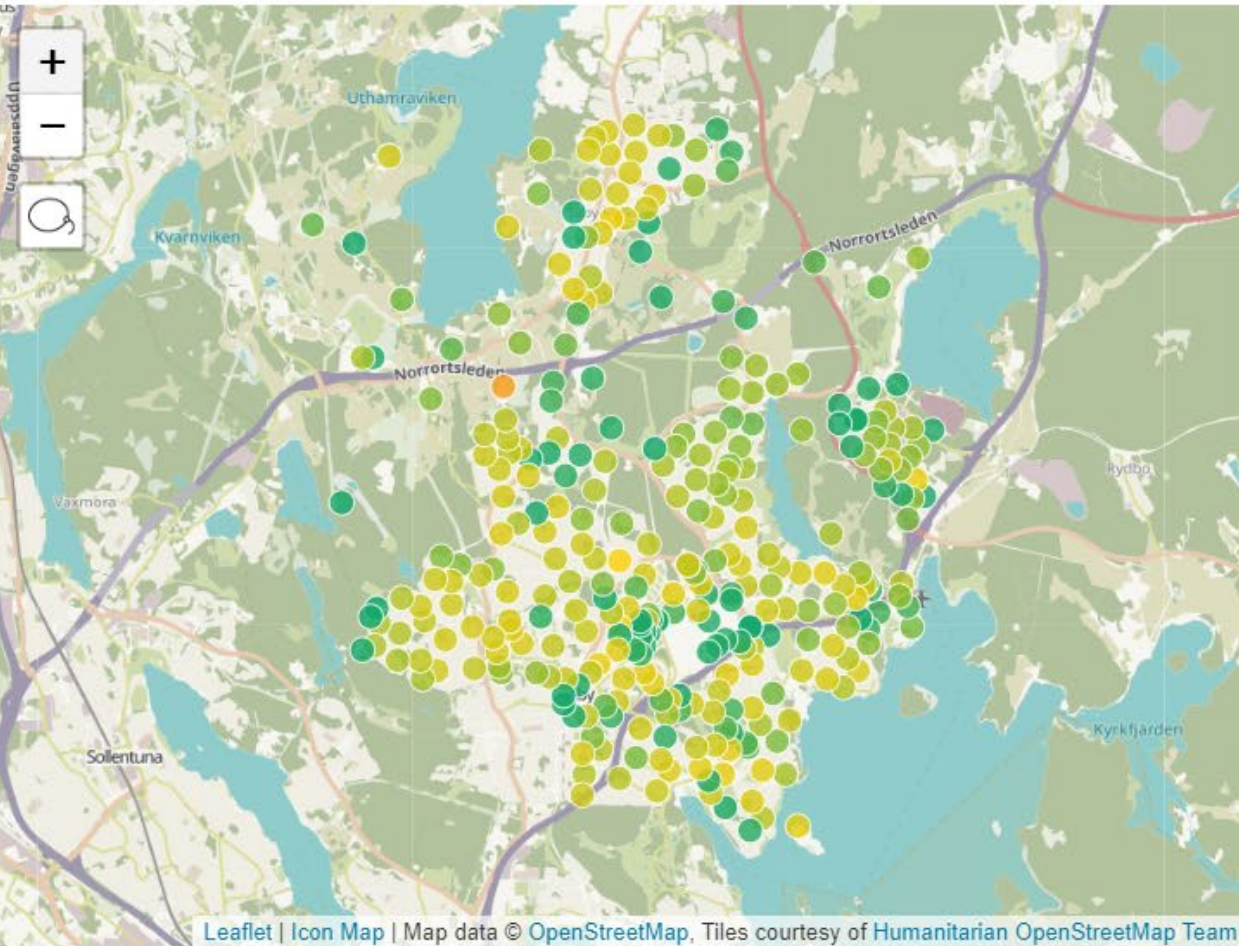 +
−
Uppsalavägen
Uthamraviken
Kvarnviken
Norrortsleden
Norrortsleden
Rydbo
Växmora
Sollentuna
Kyrkfjärden
Leaflet | Icon Map | Map data © OpenStreetMap, Tiles courtesy of Humanitarian OpenStreetMap Team